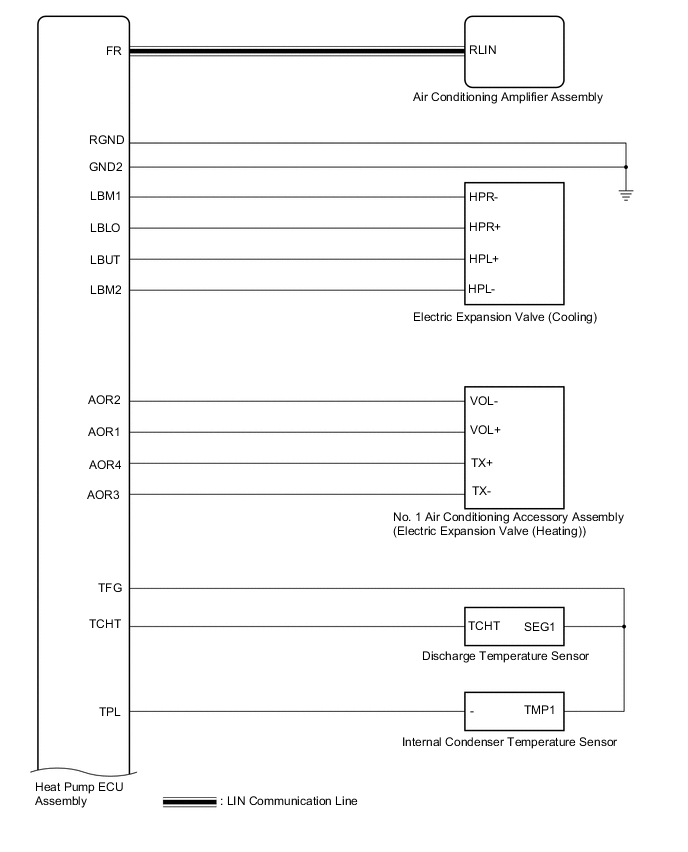 FR
RLIN
Air Conditioning Amplifier Assembly
RGND
GND2
LBM1
HPR-
LBLO
HPR+
LBUT
HPL+
LBM2
HPL-
Electric Expansion Valve (Cooling)
AOR2
VOL-
AOR1
VOL+
AOR4
TX+
AOR3
TX-
No. 1 Air Conditioning Accessory Assembly
(Electric Expansion Valve (Heating))
TFG
TCHT
TCHT
SEG1
Discharge Temperature Sensor
TPL
-
TMP1
Internal Condenser Temperature Sensor
Heat Pump ECU
Assembly
: LIN Communication Line